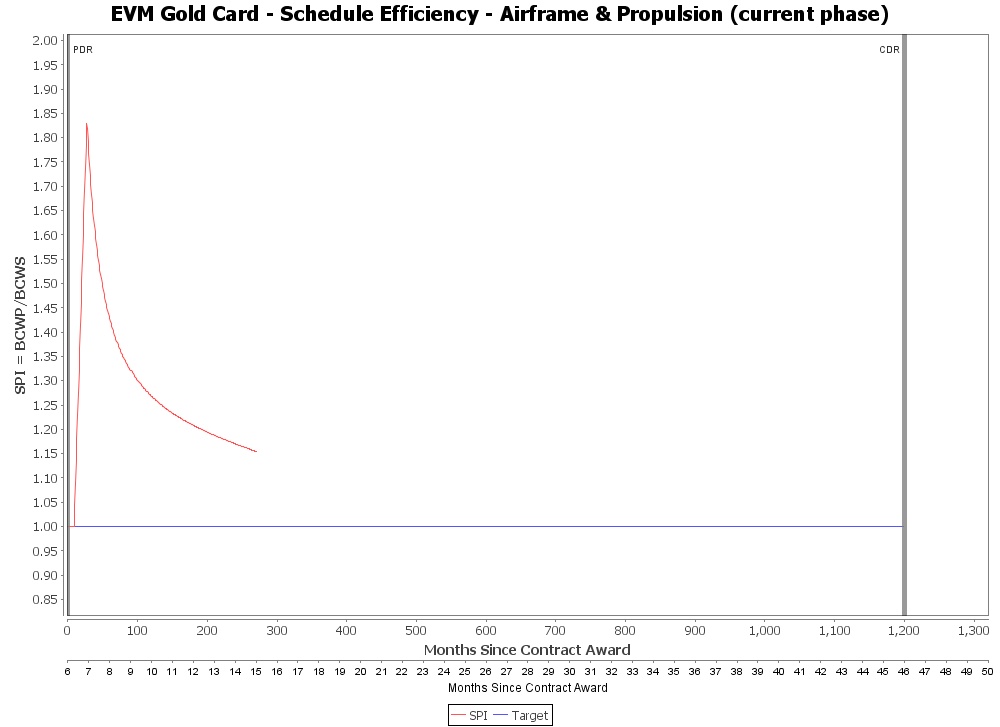 EVM Gold Card - Schedule Efficiency - Airframe & Propulsion (current phase)
2.00
1.95
1.90
1.85
1.80
1.75
1.70
1.65
1.60
1.55
1.50
1.45
1.40
1.35
1.30
1.25
1.20
1.15
1.10
1.05
1.00
0.95
0.90
0.85
SPI = BCWP/BCWS
PDR
CDR
0 100 200 300 400 500 600 700 800 900 1,000 1,100 1,200 1,300
Months Since Contract Award
6 7 8 9 10 11 12 13 14 15 16 17 18 19 20 21 22 23 24 25 26 27 28 29 30 31 32 33 34 35 36 37 38 39 40 41 42 43 44 45 46 47 48 49 50
Months Since Contract Award
SPI Target